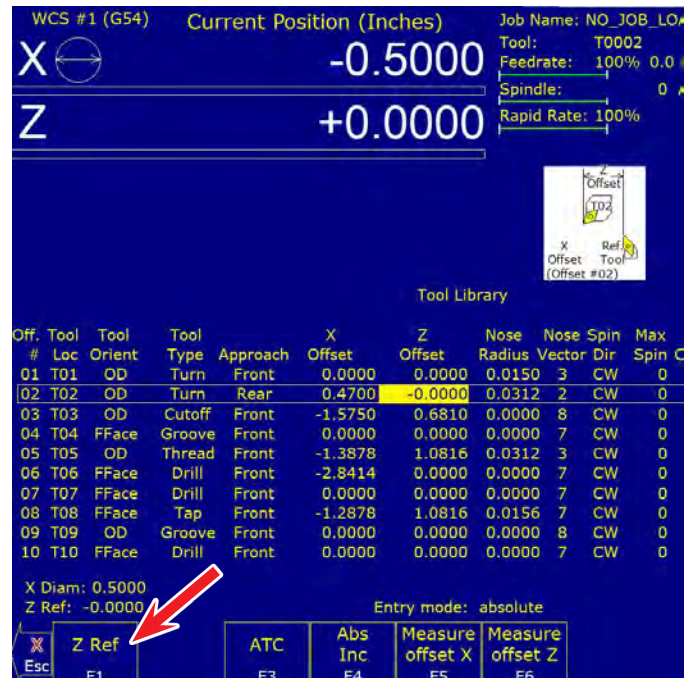 WCS #1 (G54) Current Position (Inches) Job Name: NO_JOB_LOA
X -0.5000
Tool: T0002
Feedrate: 100% 0.0
Spindle: 0
Z +0.0000
Rapid Rate: 100%
Z
Offset
T02
X Ref.
Offset Tool
(Offset #02)
Tool Library
Off. Tool Tool Tool X Z Nose Nose Spin Max
# Loc Orient Type Approach Offset Offset Radius Vector Dir Spin C
01 T01 OD Turn Front 0.0000 0.0000 0.0150 3 CW 0
02 T02 OD Turn Rear 0.4700 -0.0000 0.0312 2 CW 0
03 T03 OD Cutoff Front -1.5750 0.6810 0.0000 8 CW 0
04 T04 FFace Groove Front 0.0000 0.0000 0.0000 7 CW 0
05 T05 OD Thread Front -1.3878 1.0816 0.0312 3 CW 0
06 T06 FFace Drill Front -2.8414 0.0000 0.0000 7 CW 0
07 T07 FFace Drill Front 0.0000 0.0000 0.0000 7 CW 0
08 T08 FFace Tap Front -1.2878 1.0816 0.0156 7 CW 0
09 T09 OD Groove Front 0.0000 0.0000 0.0000 8 CW 0
10 T10 FFace Drill Front 0.0000 0.0000 0.0000 7 CW 0
X Diam: 0.5000
Z Ref: -0.0000 Entry mode: absolute
X Z Ref ATC Abs Measure Measure
Inc offset X offset Z
Esc F1 F3 F4 F5 F6